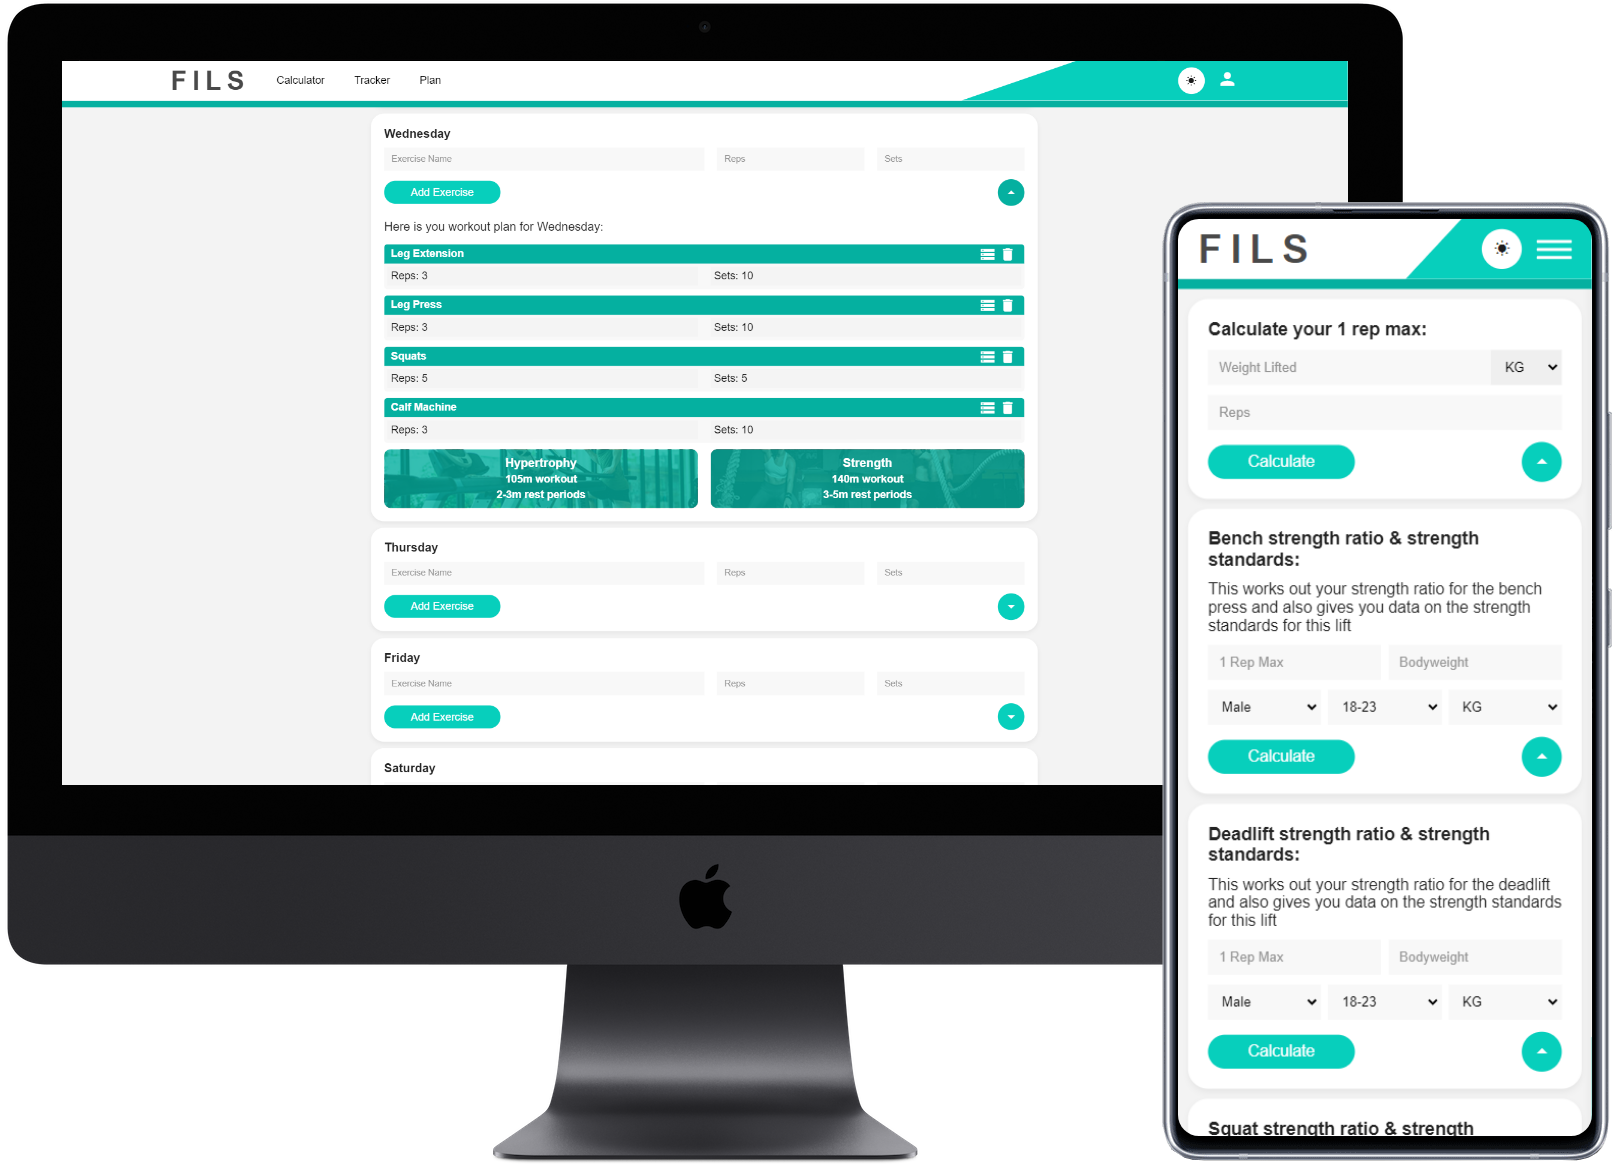 FILS Calculator Tracker Plan
Wednesday
Exercise Name Reps Sets
Add Exercise
Here is you workout plan for Wednesday:
Leg Extension
Reps: 3 Sets: 10
Leg Press
Reps: 3 Sets: 10
Squats
Reps: 5 Sets: 5
Calf Machine
Reps: 3 Sets: 10
Hypertrophy
105m workout
2-3m rest periods
Strength
140m workout
3-5m rest periods
Thursday
Exercise Name Reps Sets
Add Exercise
Friday
Exercise Name Reps Sets
Add Exercise
Saturday
FILS
Calculate your 1 rep max:
Weight Lifted KG
Reps
Calculate
Bench strength ratio & strength
standards:
This works out your strength ratio for the bench
press and also gives you data on the strength
standards for this lift
1 Rep Max Bodyweight
Male 18-23 KG
Calculate
Deadlift strength ratio & strength
standards:
This works out your strength ratio for the deadlift
and also gives you data on the strength standards
for this lift
1 Rep Max Bodyweight
Male 18-23 KG
Calculate
Squat strength ratio & strength